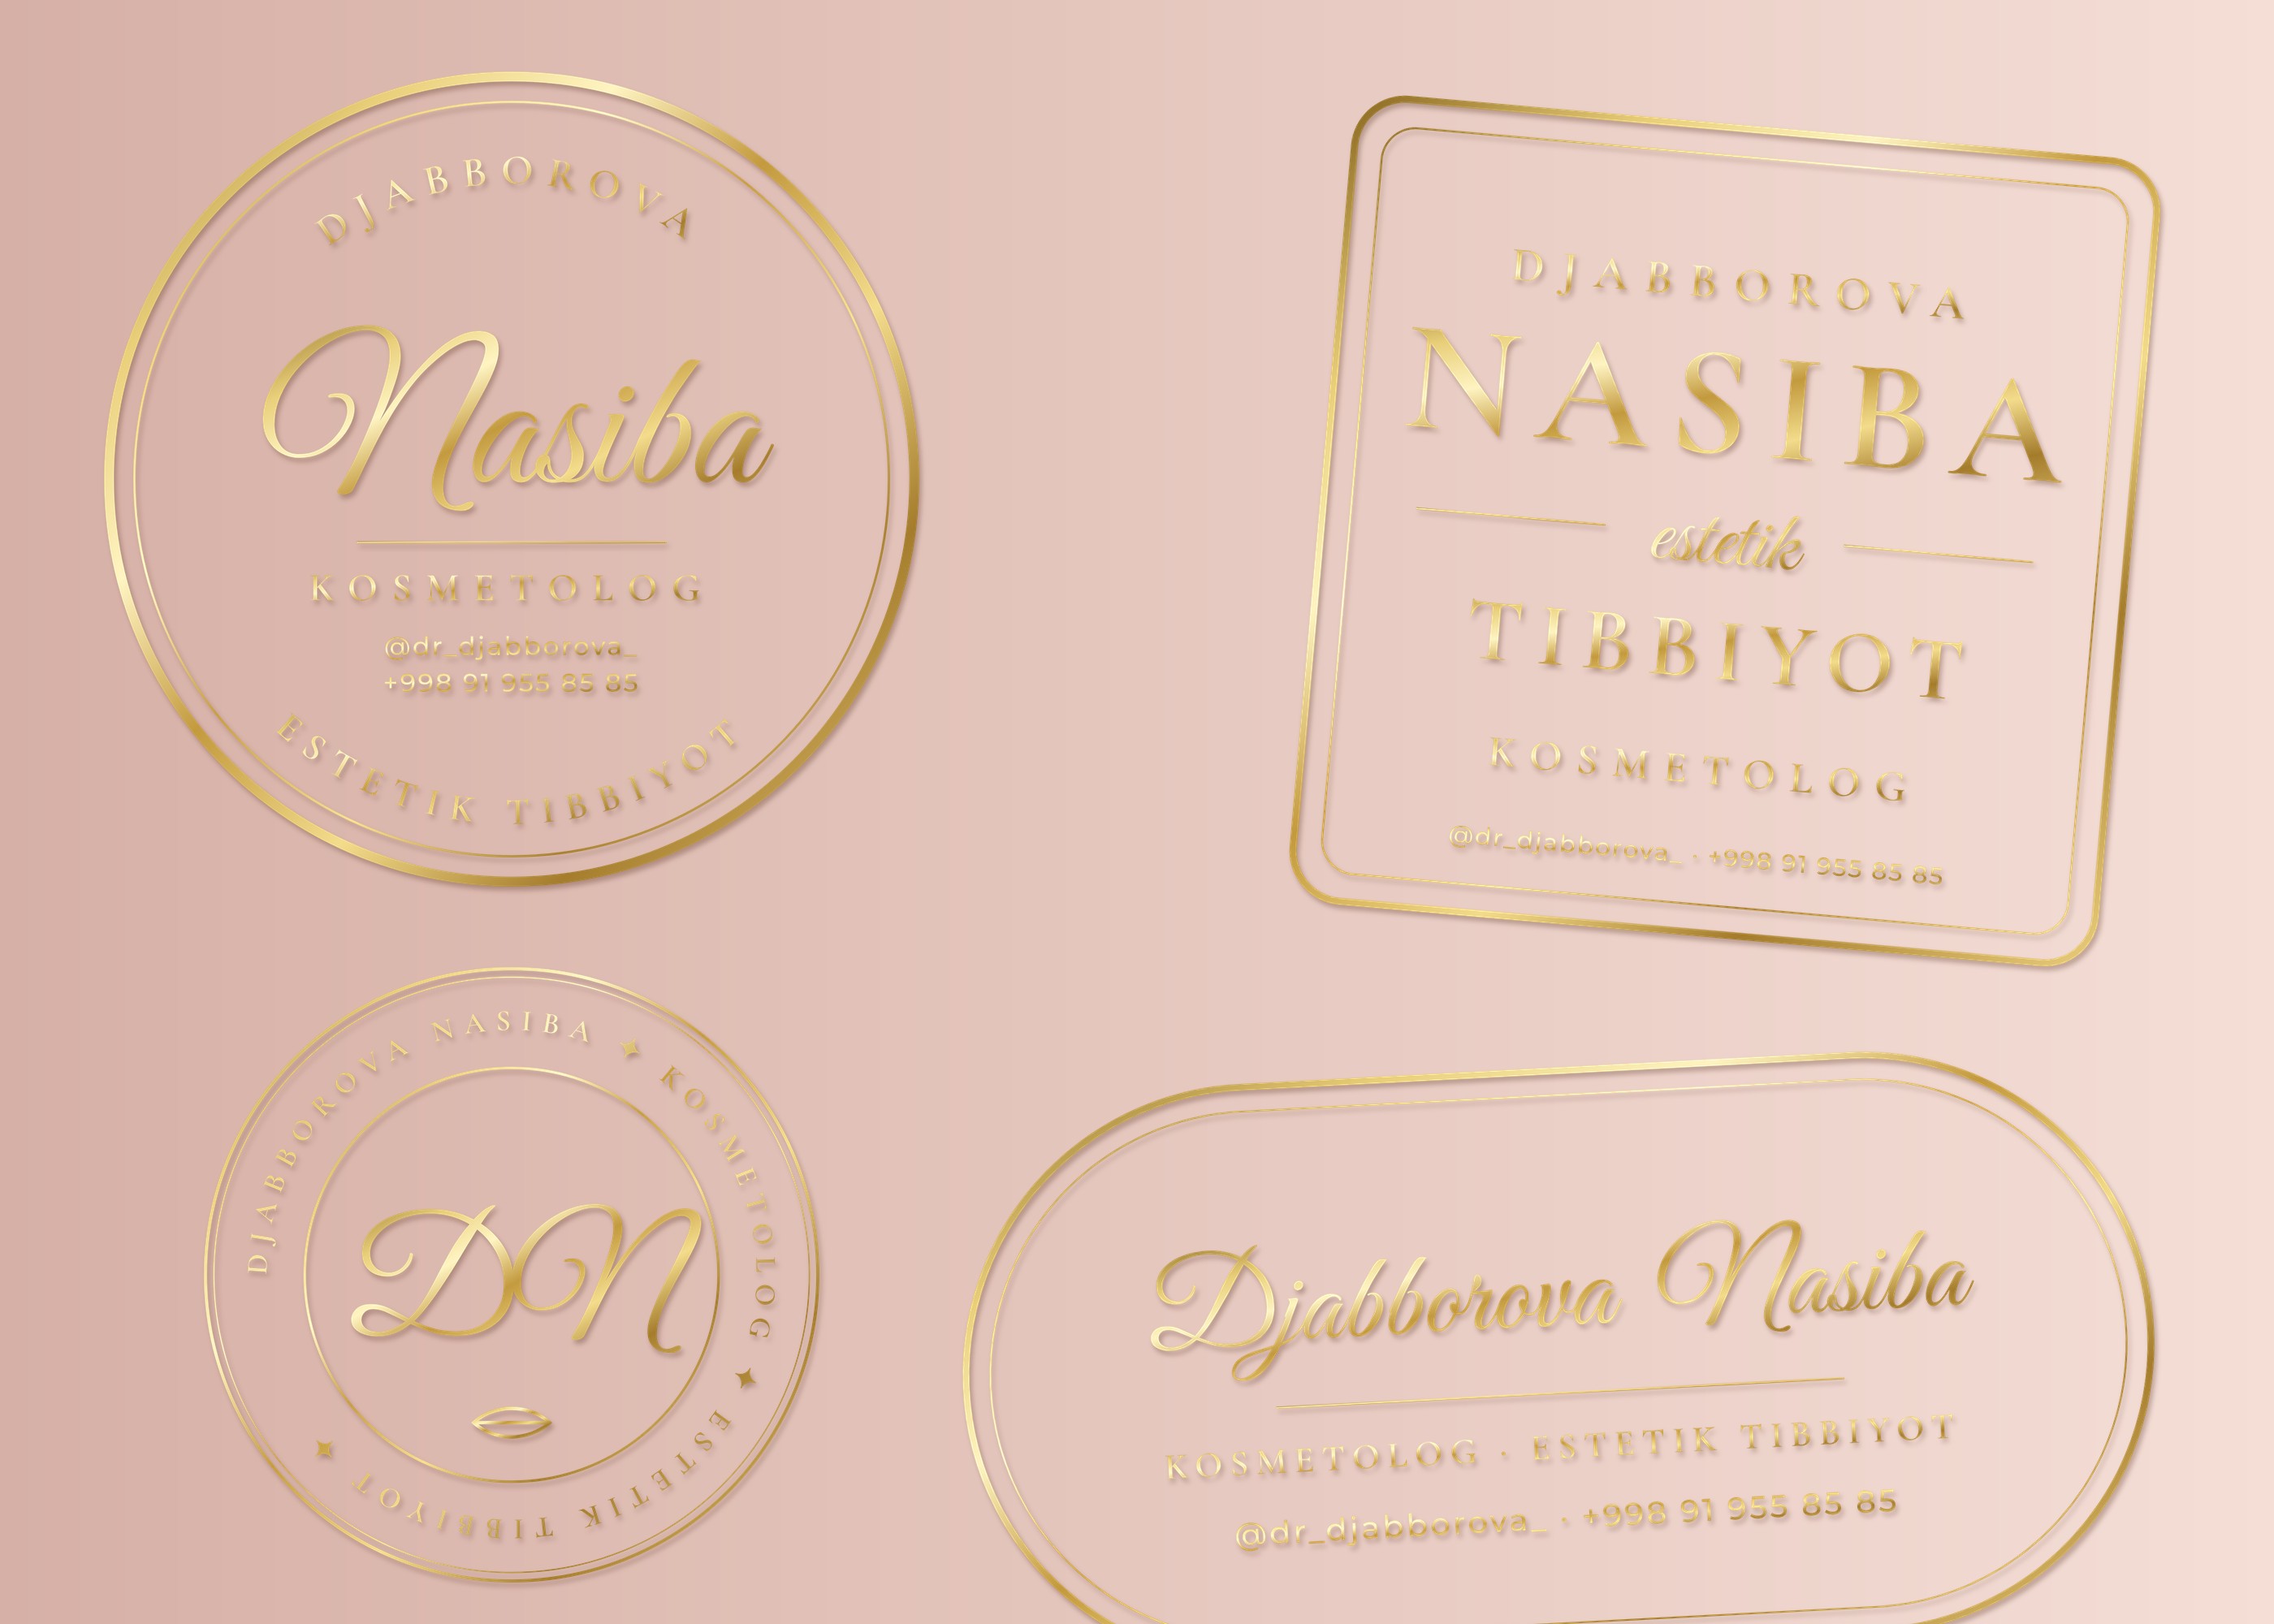 DJABBOROVA
Nasiba
KOSMETOLOG
@dr_djabborova_
+998 91 955 85 85
ESTETIK TIBBIYOT
DJABBOROVA
NASIBA
estetik
TIBBIYOT
KOSMETOLOG
@dr_djabborova_ · +998 91 955 85 85
DJABBOROVA NASIBA ✦ KOSMETOLOG ✦ ESTETIK TIBBIYOT ✦
DN
Djabborova Nasiba
KOSMETOLOG · ESTETIK TIBBIYOT
@dr_djabborova_ · +998 91 955 85 85